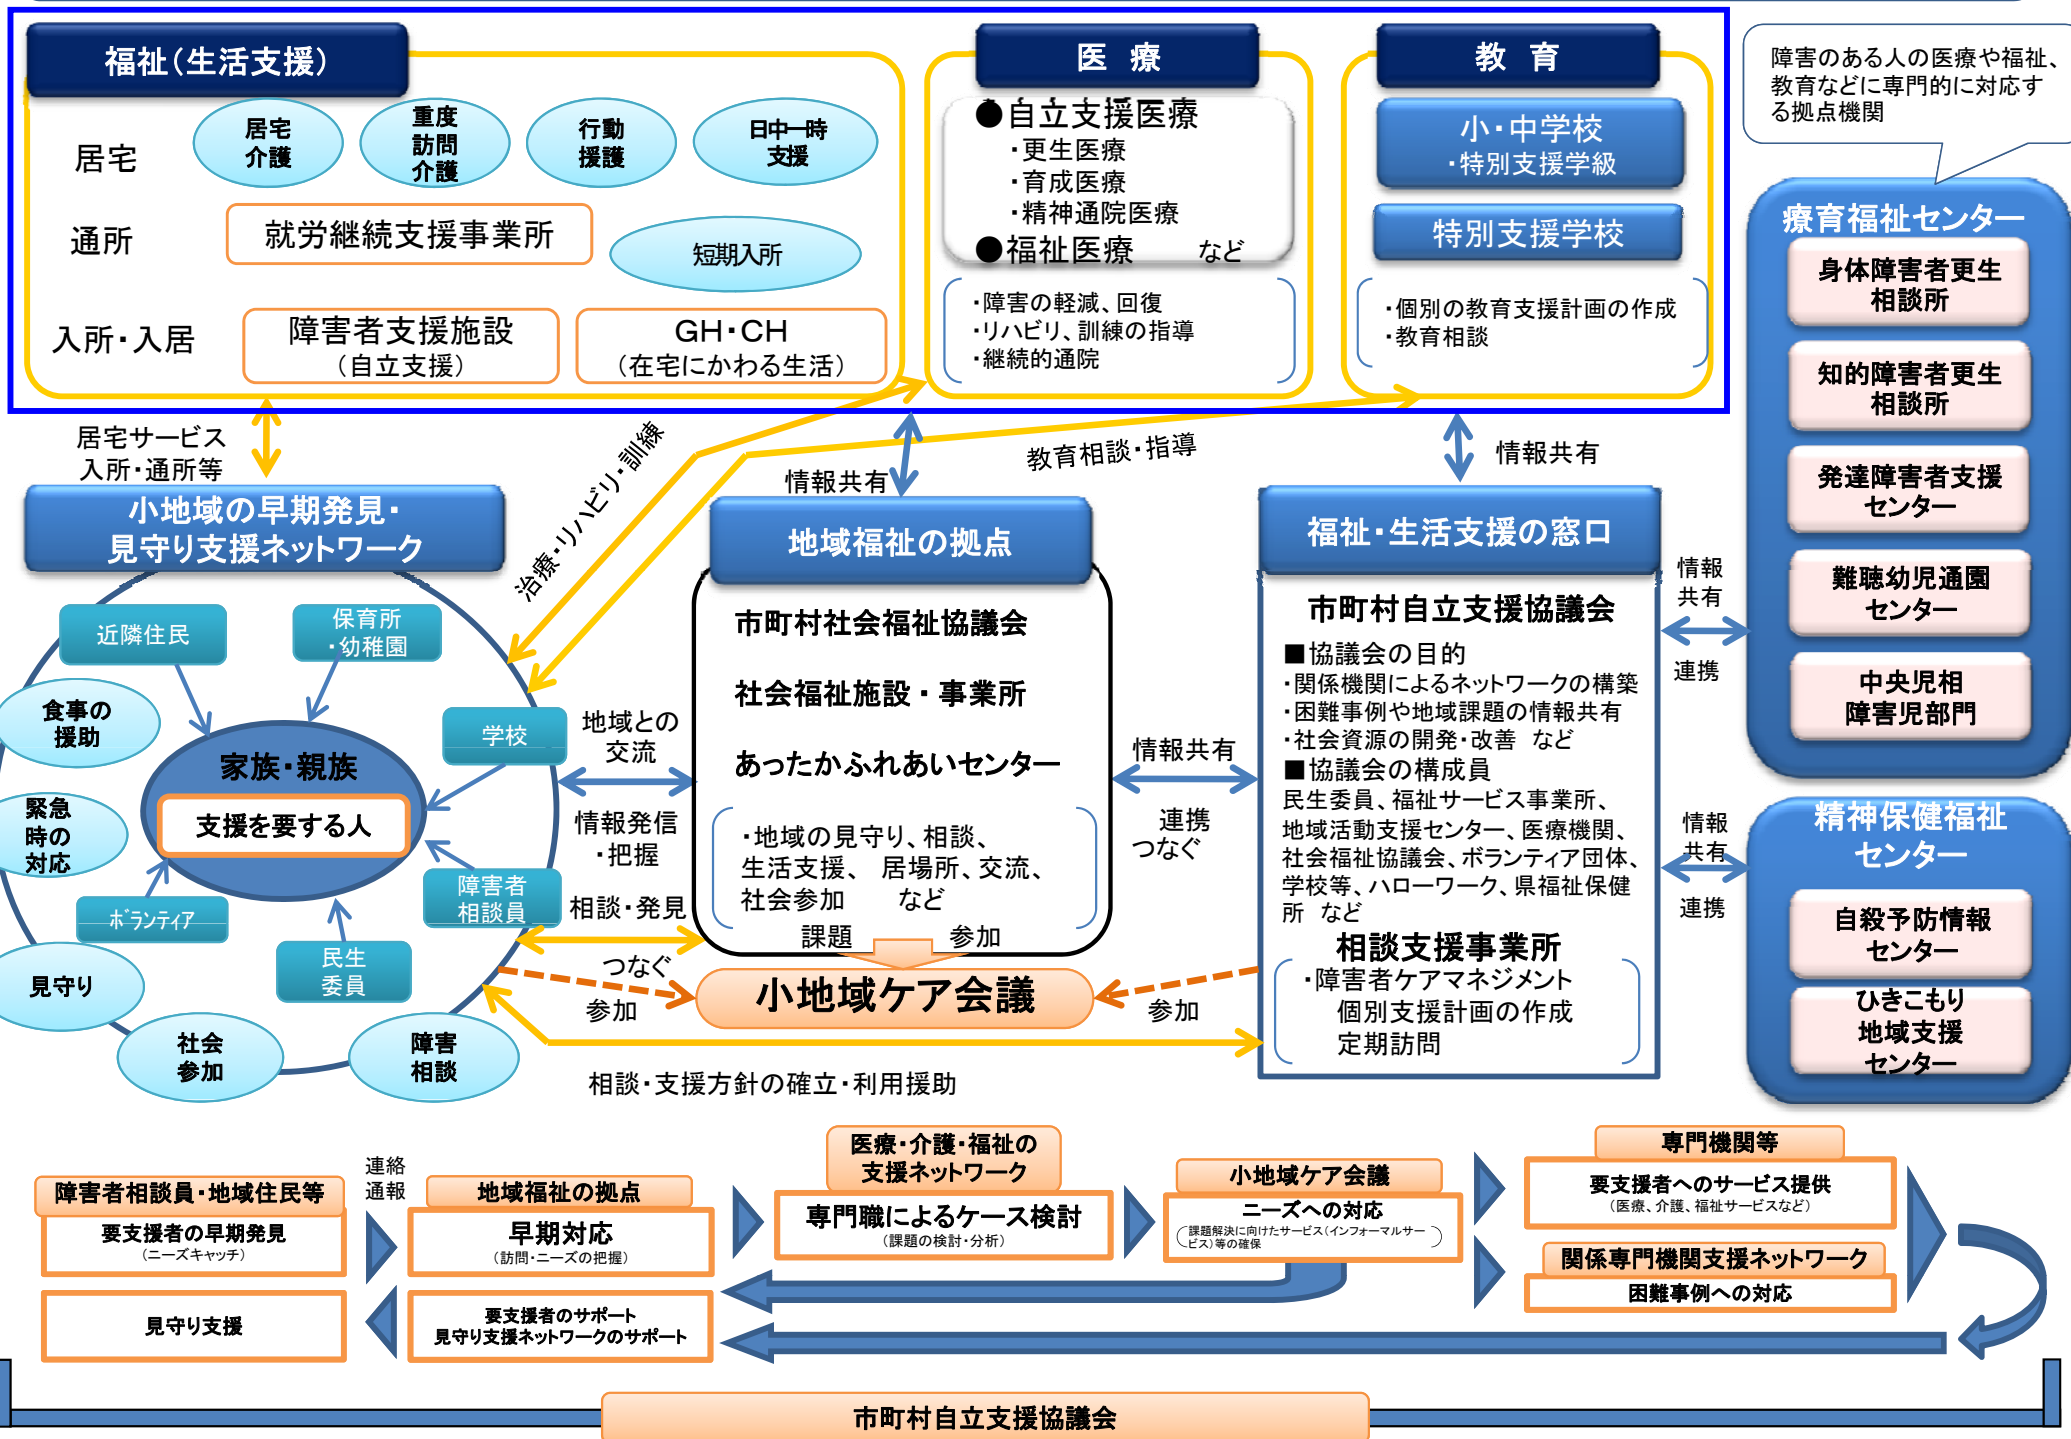 福祉(生活支援)
居宅
居宅
介護
重度
訪問
介護
行動
援護
日中一時
支援
通所
就労継続支援事業所
短期入所
入所・入居
障害者支援施設
(自立支援)
GH・CH
(在宅にかわる生活)
医 療
●自立支援医療
・更生医療
・育成医療
・精神通院医療
●福祉医療 など
・障害の軽減、回復
・リハビリ、訓練の指導
・継続的通院
教 育
小・中学校
・特別支援学級
特別支援学校
・個別の教育支援計画の作成
・教育相談
障害のある人の医療や福祉、
教育などに専門的に対応す
る拠点機関
療育福祉センター
身体障害者更生
相談所
知的障害者更生
相談所
発達障害者支援
センター
難聴幼児通園
センター
中央児相
障害児部門
精神保健福祉
センター
自殺予防情報
センター
ひきこもり
地域支援
センター
居宅サービス
入所・通所等
治療・リハビリ・訓練
情報共有
教育相談・指導
情報共有
小地域の早期発見・
見守り支援ネットワーク
近隣住民
保育所
・幼稚園
食事の
援助
学校
家族・親族
支援を要する人
緊急
時の
対応
ボランティア
障害者
相談員
民生
委員
見守り
社会
参加
障害
相談
地域との
交流
情報発信
・把握
相談・発見
つなぐ
参加
地域福祉の拠点
市町村社会福祉協議会
社会福祉施設・事業所
あったかふれあいセンター
・地域の見守り、相談、
生活支援、 居場所、交流、
社会参加 など
課題 参加
小地域ケア会議
情報共有
連携
つなぐ
参加
相談・支援方針の確立・利用援助
福祉・生活支援の窓口
市町村自立支援協議会
■協議会の目的
・関係機関によるネットワークの構築
・困難事例や地域課題の情報共有
・社会資源の開発・改善 など
■協議会の構成員
民生委員、福祉サービス事業所、
地域活動支援センター、医療機関、
社会福祉協議会、ボランティア団体、
学校等、ハローワーク、県福祉保健
所 など
相談支援事業所
・障害者ケアマネジメント
個別支援計画の作成
定期訪問
情報
共有
連携
情報
共有
連携
障害者相談員・地域住民等
要支援者の早期発見
(ニーズキャッチ)
連絡
通報
地域福祉の拠点
早期対応
(訪問・ニーズの把握)
医療・介護・福祉の
支援ネットワーク
専門職によるケース検討
(課題の検討・分析)
小地域ケア会議
ニーズへの対応
課題解決に向けたサービス(インフォーマルサー
ビス)等の確保
専門機関等
要支援者へのサービス提供
(医療、介護、福祉サービスなど)
関係専門機関支援ネットワーク
困難事例への対応
見守り支援
要支援者のサポート
見守り支援ネットワークのサポート
市町村自立支援協議会